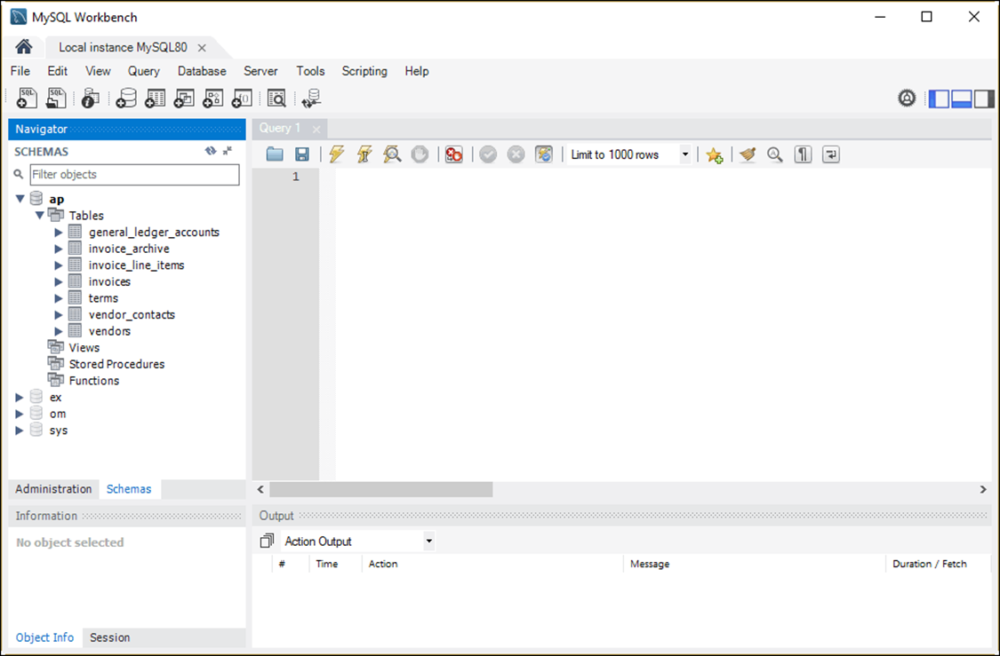 MySQL Workbench
Local instance MySQL80
File Edit View Query Database Server Tools Scripting Help
SQL SQL
Navigator
SCHEMAS
Filter objects
ap
Tables
general_ledger_accounts
invoice_archive
invoice_line_items
invoices
terms
vendor_contacts
vendors
Views
Stored Procedures
Functions
ex
om
sys
Administration Schemas
Information
No object selected
Object Info Session
Query 1
Limit to 1000 rows
1
Output
Action Output
# Time Action Message Duration / Fetch